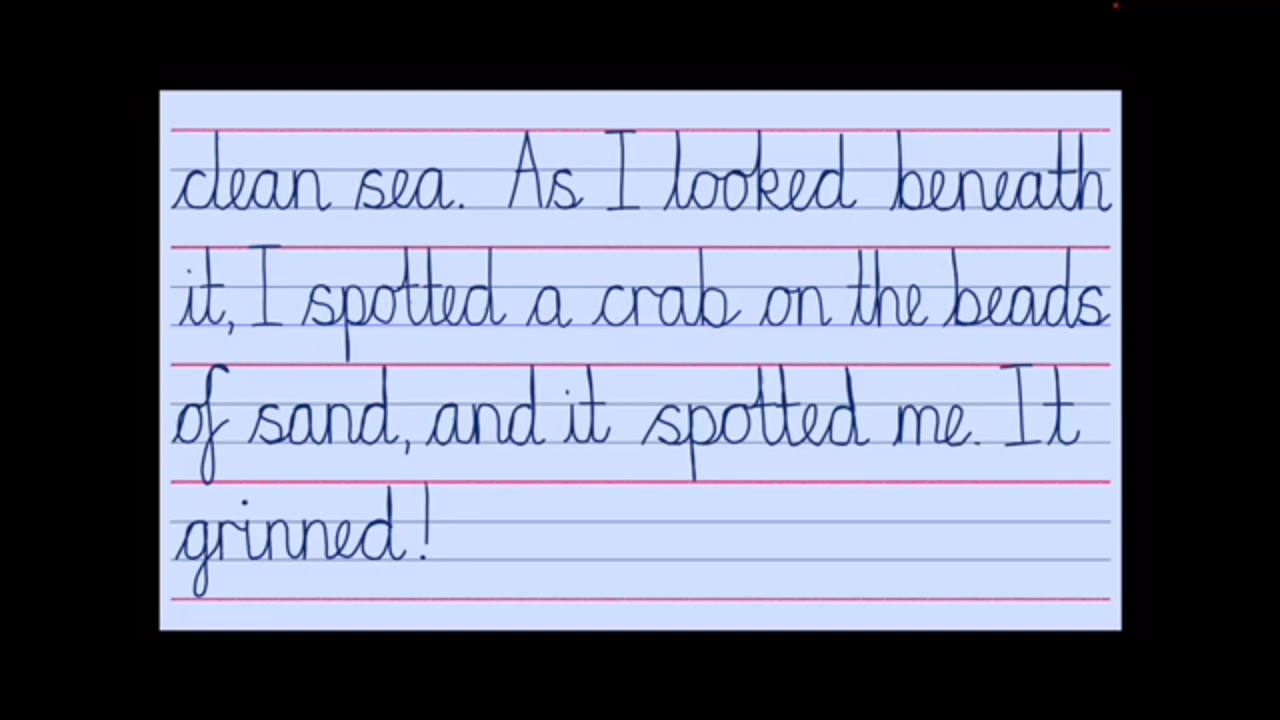 clean sea. As I looked beneath
it, I spotted a crab on the beads
of sand, and it spotted me. It
grinned!